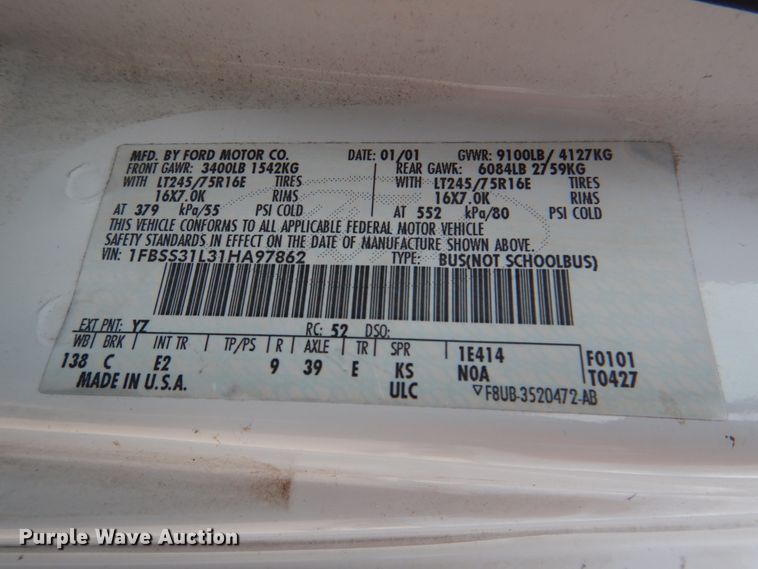 MFD. BY FORD MOTOR CO. DATE: 01/01 GVWR: 9100LB/ 4127KG
FRONT GAWR: 3400LB 1542KG REAR GAWR: 6084LB 2759KG
WITH LT245/75R16E TIRES WITH LT245/75R16E TIRES
16X7.0K RIMS 16X7.0K RIMS
AT 379 kPa/55 PSI COLD AT 552 kPa/80 PSI COLD
THIS VEHICLE CONFORMS TO ALL APPLICABLE FEDERAL MOTOR VEHICLE
SAFETY STANDARDS IN EFFECT ON THE DATE OF MANUFACTURE SHOWN ABOVE.
VIN: 1FBSS31L31HA97862 TYPE: BUS(NOT SCHOOLBUS)
EXT PNT: YZ RC: 52 DSO:
WB BRK INT TR TP/PS R AXLE TR SPR 1E414 F0101
138 C E2 9 39 E KS N0A T0427
MADE IN U.S.A. ULC ▽F8UB-3520472-AB
Purple Wave Auction